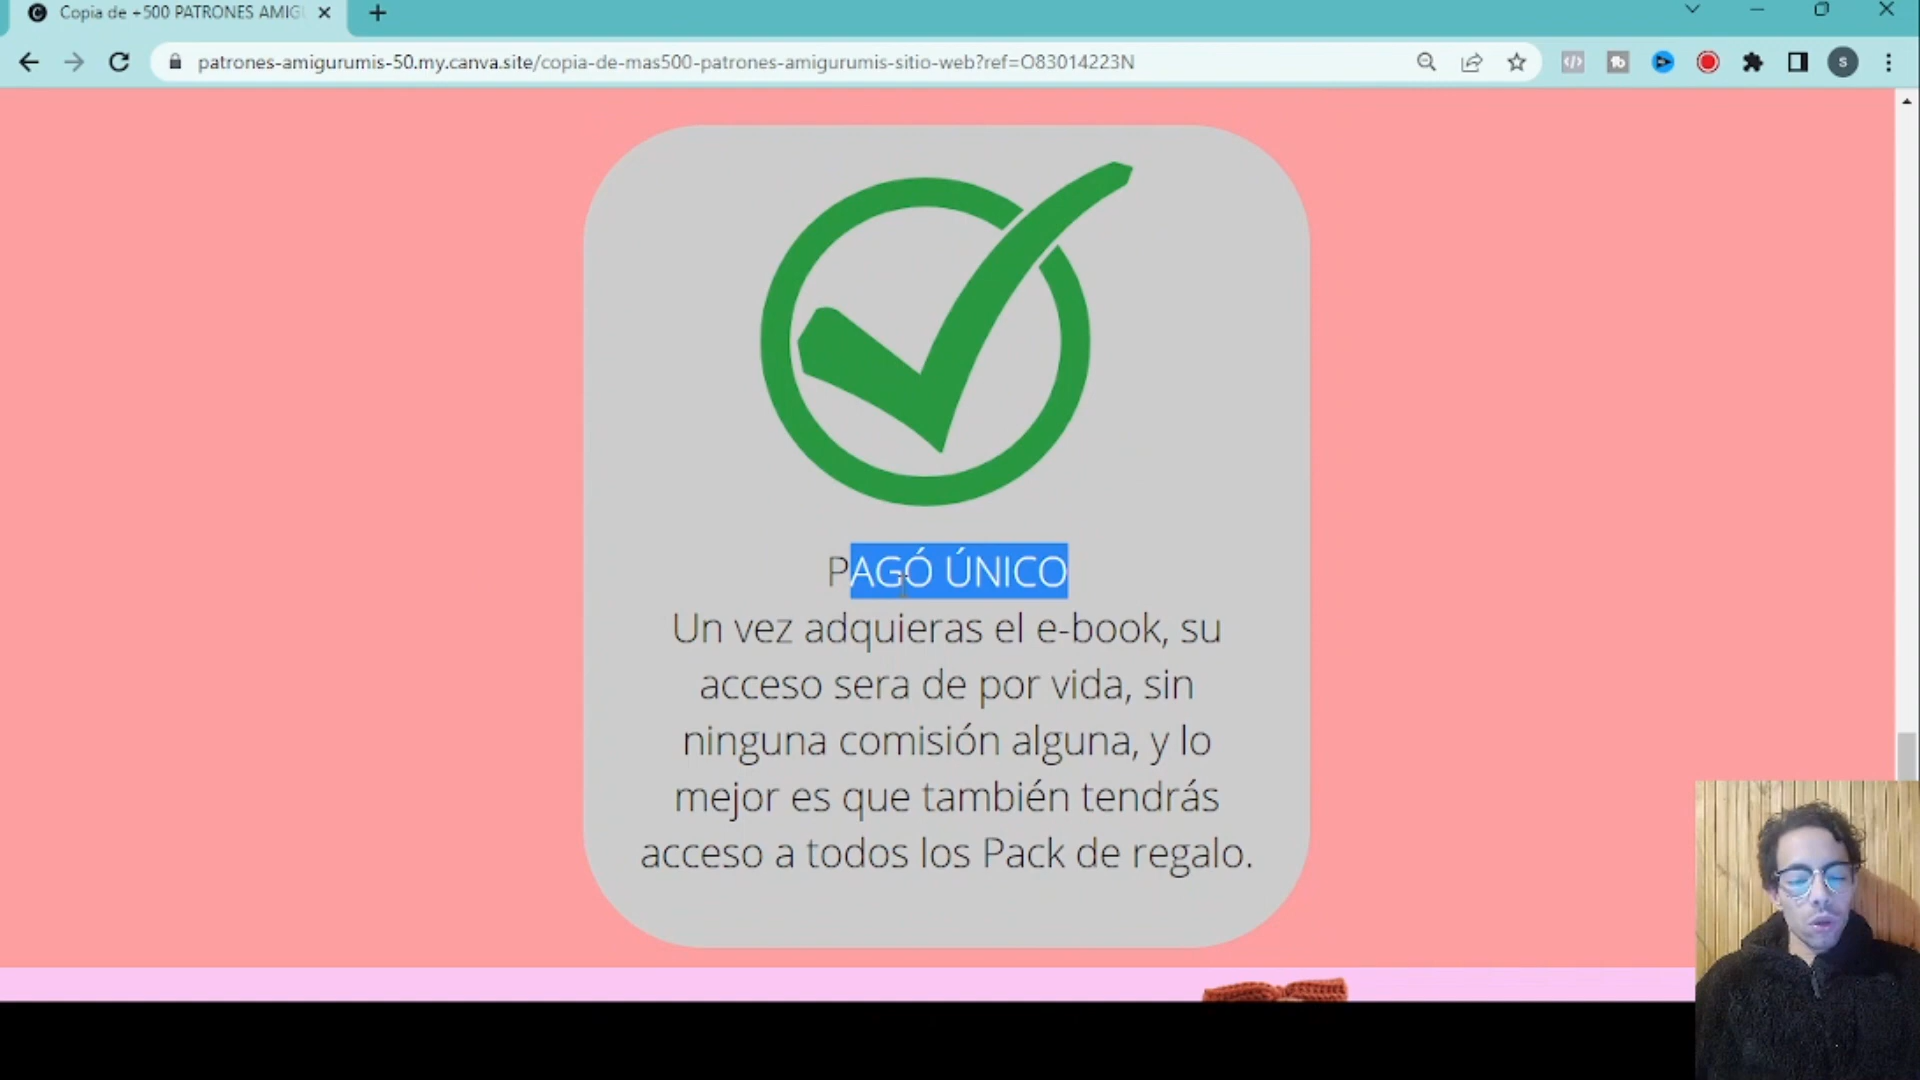 Copia de +500 PATRONES AMIGU
patrones-amigurumis-50.my.canva.site/copia-de-mas500-patrones-amigurumis-sitio-web?ref=O83014223N
PAGÓ ÚNICO
Un vez adquieras el e-book, su
acceso sera de por vida, sin
ninguna comisión alguna, y lo
mejor es que también tendrás
acceso a todos los Pack de regalo.